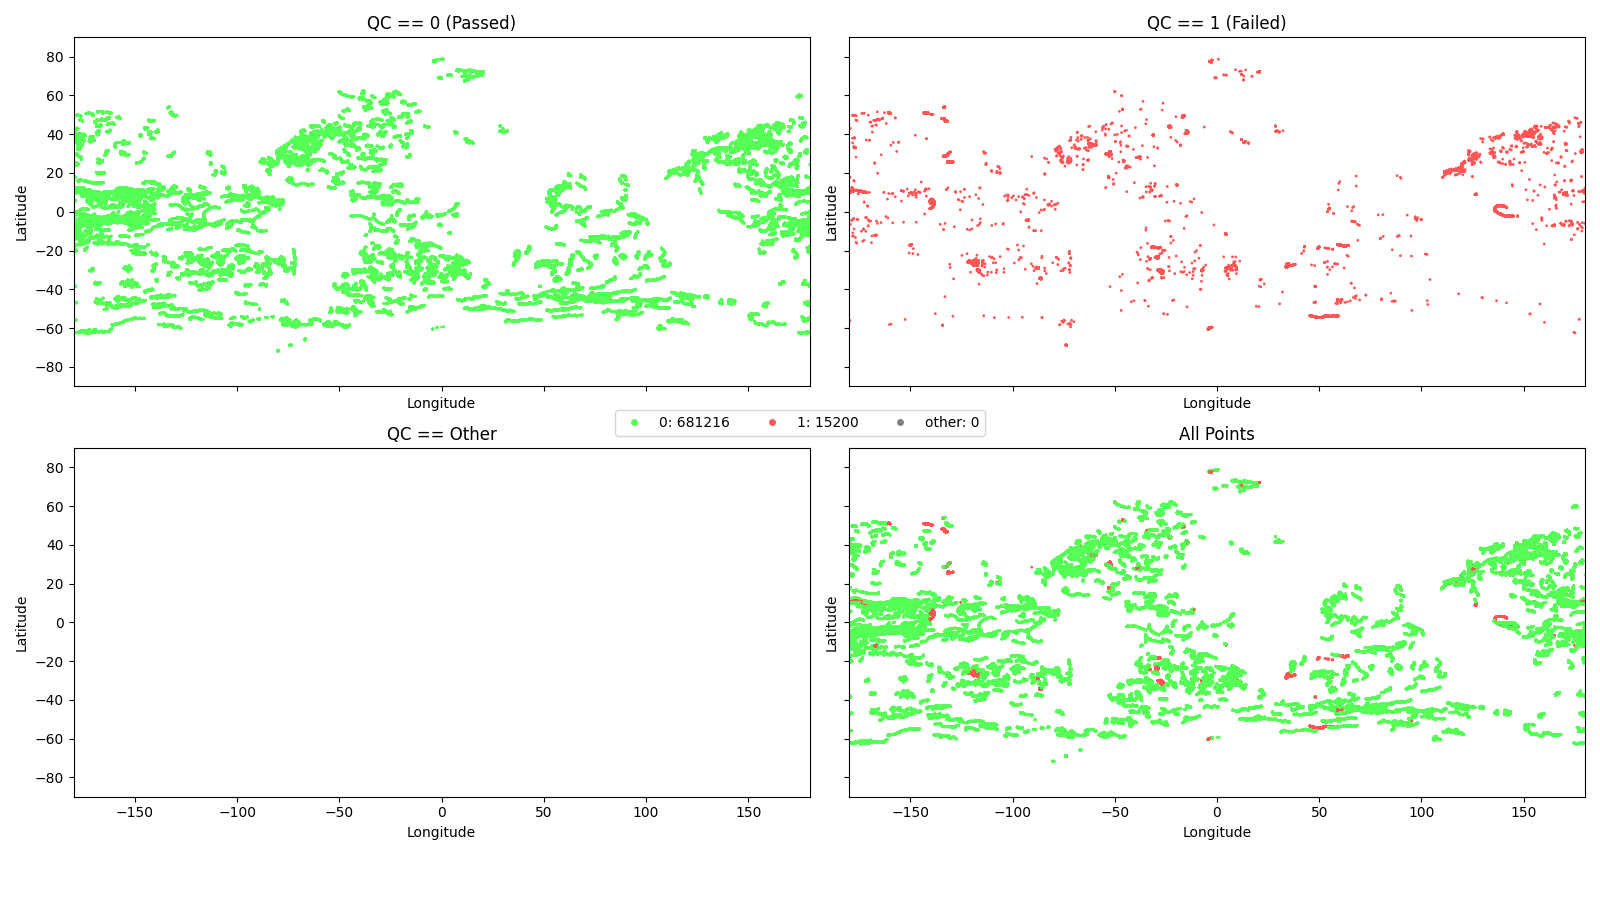 QC == 0 (Passed)
QC == 1 (Failed)
80
60
40
20
0
−20
−40
−60
−80
Latitude
Latitude
Longitude
Longitude
0: 681216
1: 15200
other: 0
QC == Other
All Points
80
60
40
20
0
−20
−40
−60
−80
Latitude
Latitude
−150
−100
−50
0
50
100
150
−150
−100
−50
0
50
100
150
Longitude
Longitude